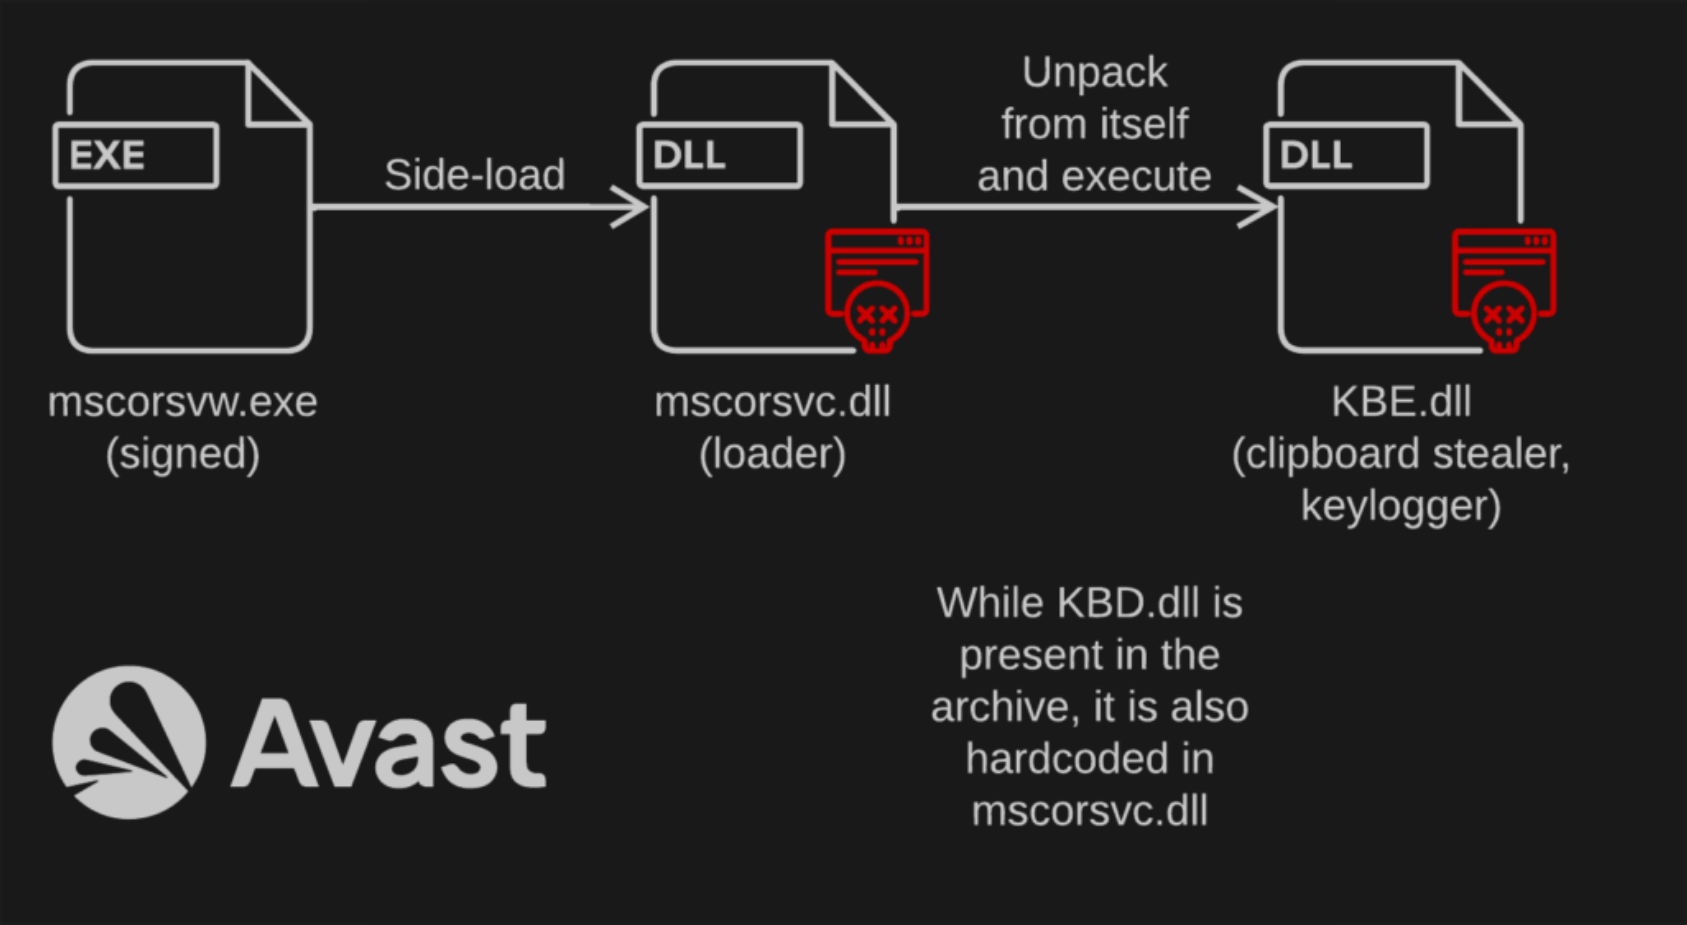 EXE
mscorsvw.exe
(signed)
Side-load
DLL
mscorsvc.dll
(loader)
Unpack
from itself
and execute
DLL
KBE.dll
(clipboard stealer,
keylogger)
While KBD.dll is
present in the
archive, it is also
hardcoded in
mscorsvc.dll
Avast